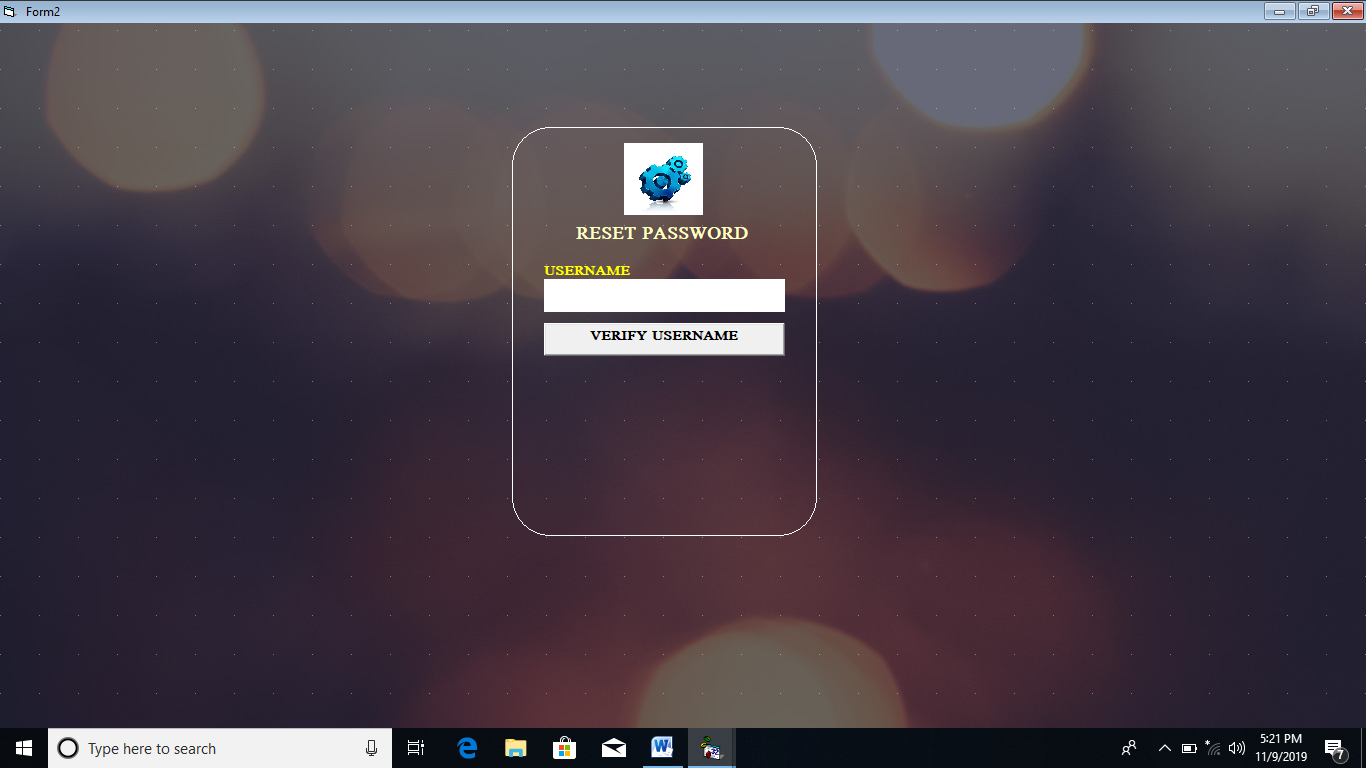 Form2
RESET PASSWORD
USERNAME
VERIFY USERNAME
Type here to search
5:21 PM
11/9/2019
7